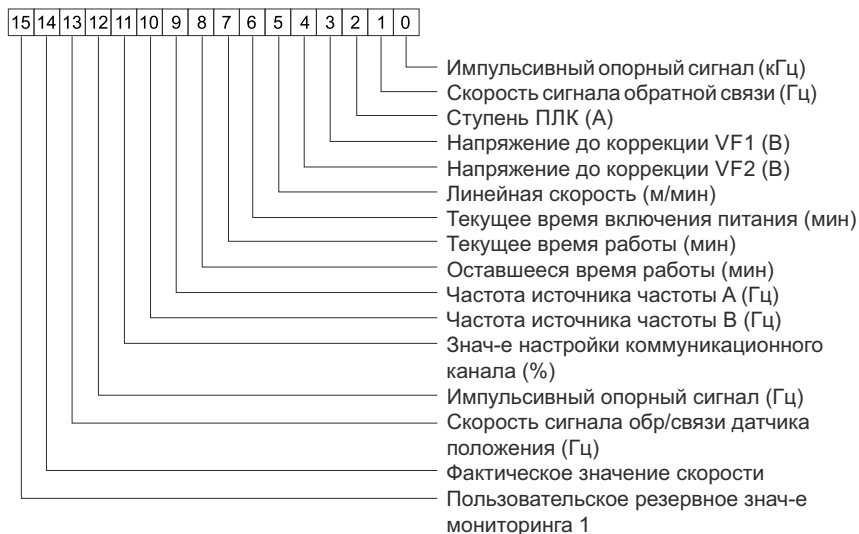 15 14 13 12 11 10 9 8 7 6 5 4 3 2 1 0
Импульсивный опорный сигнал (кГц)
Скорость сигнала обратной связи (Гц)
Ступень ПЛК (А)
Напряжение до коррекции VF1 (В)
Напряжение до коррекции VF2 (В)
Линейная скорость (м/мин)
Текущее время включения питания (мин)
Текущее время работы (мин)
Оставшееся время работы (мин)
Частота источника частоты А (Гц)
Частота источника частоты В (Гц)
Знач-е настройки коммуникационного
канала (%)
Импульсивный опорный сигнал (Гц)
Скорость сигнала обр/связи датчика
положения (Гц)
Фактическое значение скорости
Пользовательское резервное знач-е
мониторинга 1